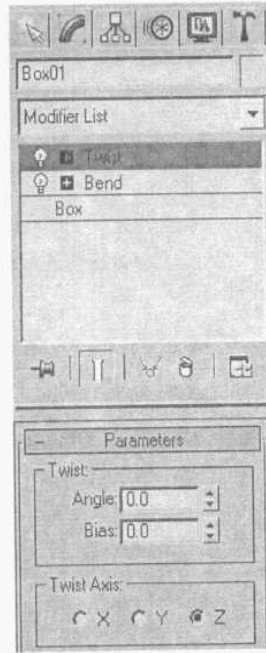 Box01
Modifier List
Twist
Bend
Box
Parameters
Twist:
Angle: 0.0
Bias: 0.0
Twist Axis:
X Y Z